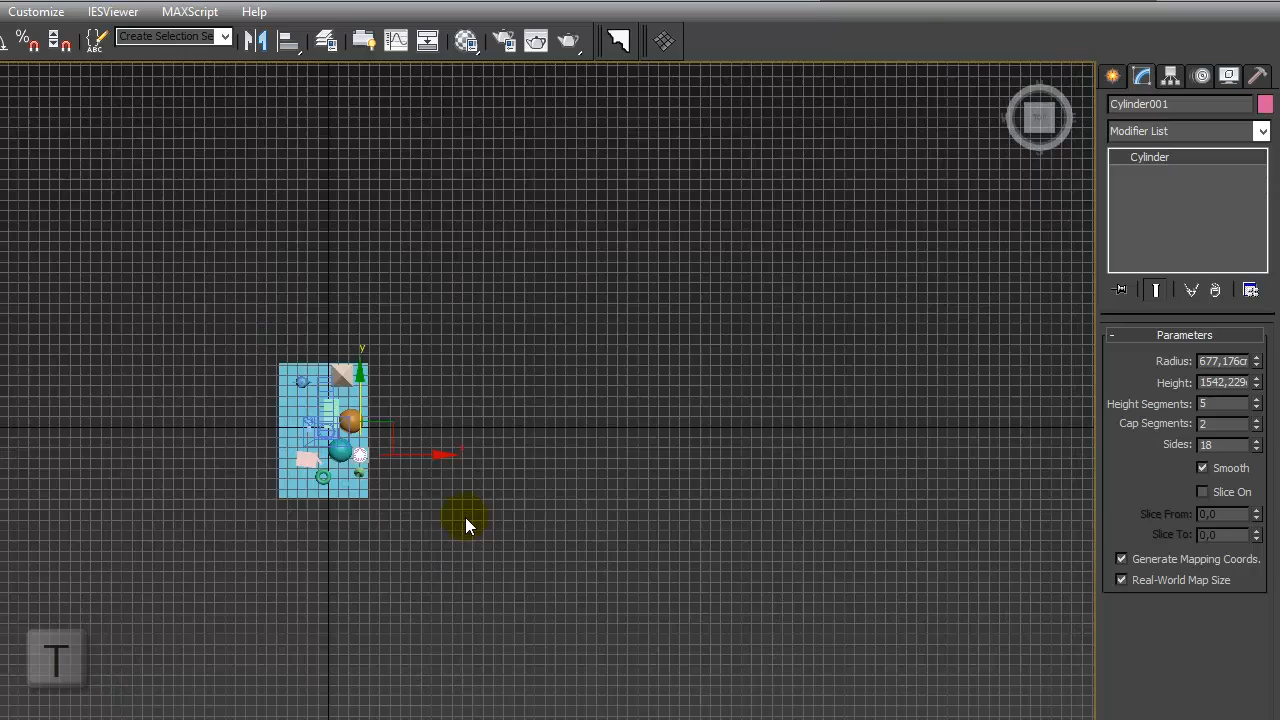 Customize IESViewer MAXScript Help
ABC
Create Selection Se
Cylinder001
Modifier List
Cylinder
y
Parameters
Radius: 677,176cr
Height: 1542,229
Height Segments: 5
Cap Segments: 2
Sides: 18
Smooth
Slice On
Slice From: 0,0
Slice To: 0,0
Generate Mapping Coords.
Real-World Map Size
T